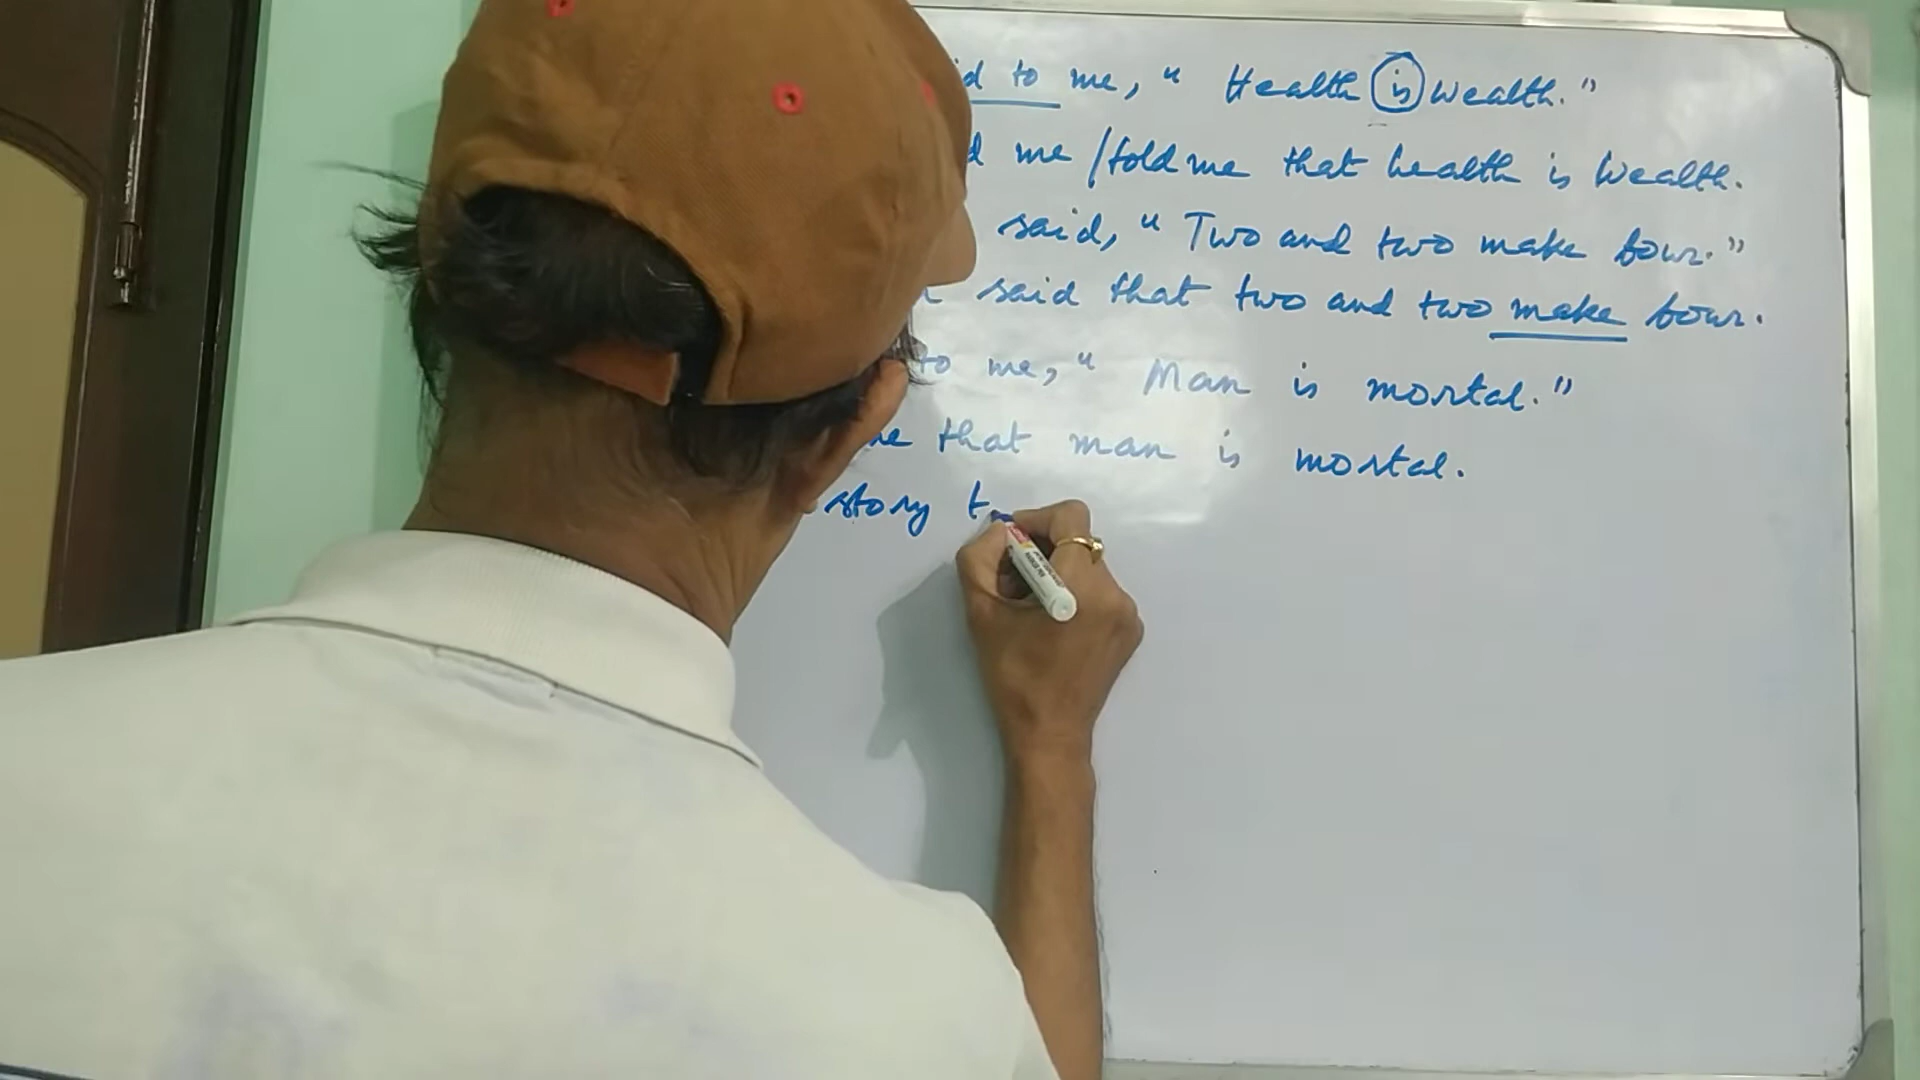 to me, " Health is wealth."
me / told me that health is wealth.
said, " Two and two make four."
said that two and two make four.
to me, " Man is mortal."
that man is mortal.
story